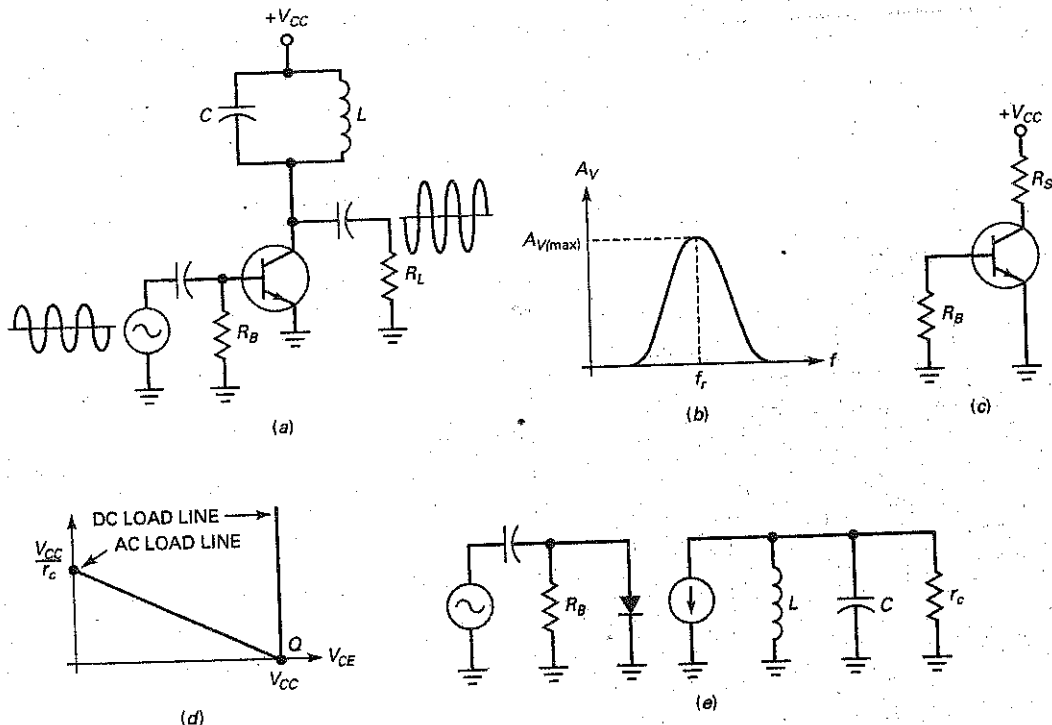 +V_CC
C
L
R_B
R_L
(a)
A_V
A_V(max)
f_r
f
(b)
+V_CC
R_S
R_B
(c)
DC LOAD LINE
AC LOAD LINE
V_CC
r_c
Q
V_CE
V_CC
(d)
R_B
L
C
r_c
(e)